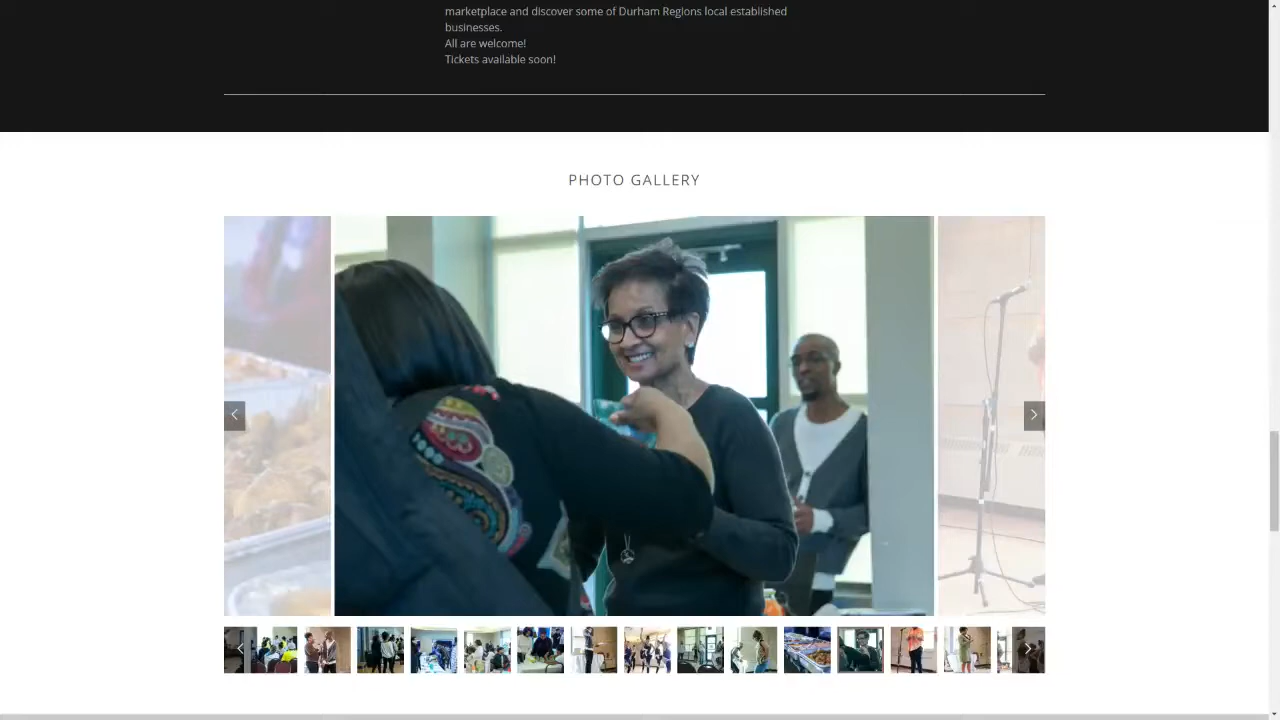 marketplace and discover some of Durham Regions local established
businesses.
All are welcome!
Tickets available soon!
PHOTO GALLERY